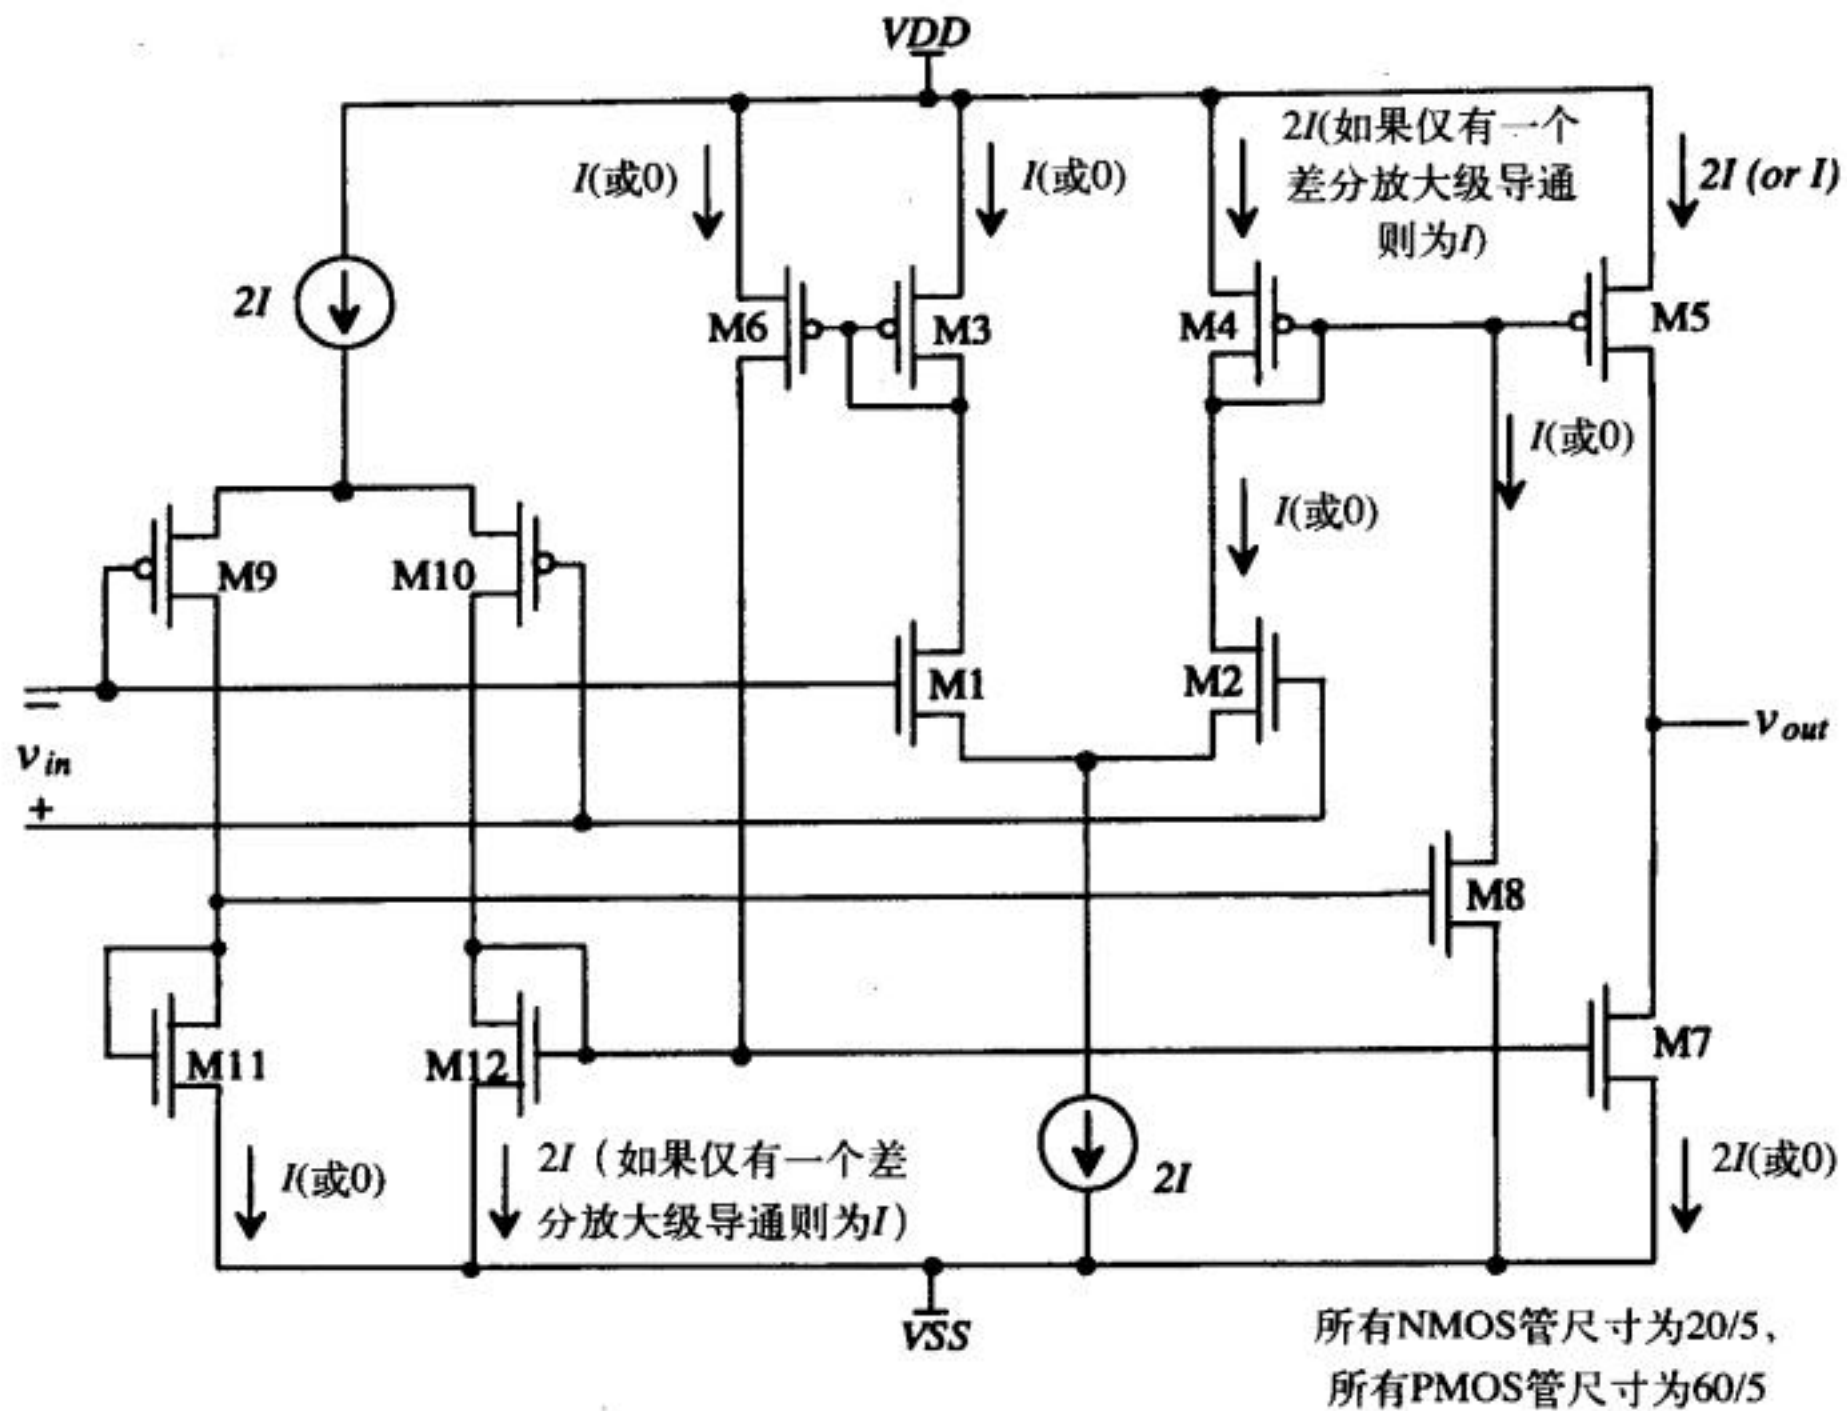 VDD
I(或0)
I(或0)
2I(如果仅有一个
差分放大级导通
则为I)
2I (or I)
2I
M6
M3
M4
M5
I(或0)
I(或0)
M9
M10
M1
M2
−
v_in
+
v_out
M8
M11
M12
M7
I(或0)
2I（如果仅有一个差
分放大级导通则为I）
2I
2I(或0)
VSS
所有NMOS管尺寸为20/5、
所有PMOS管尺寸为60/5